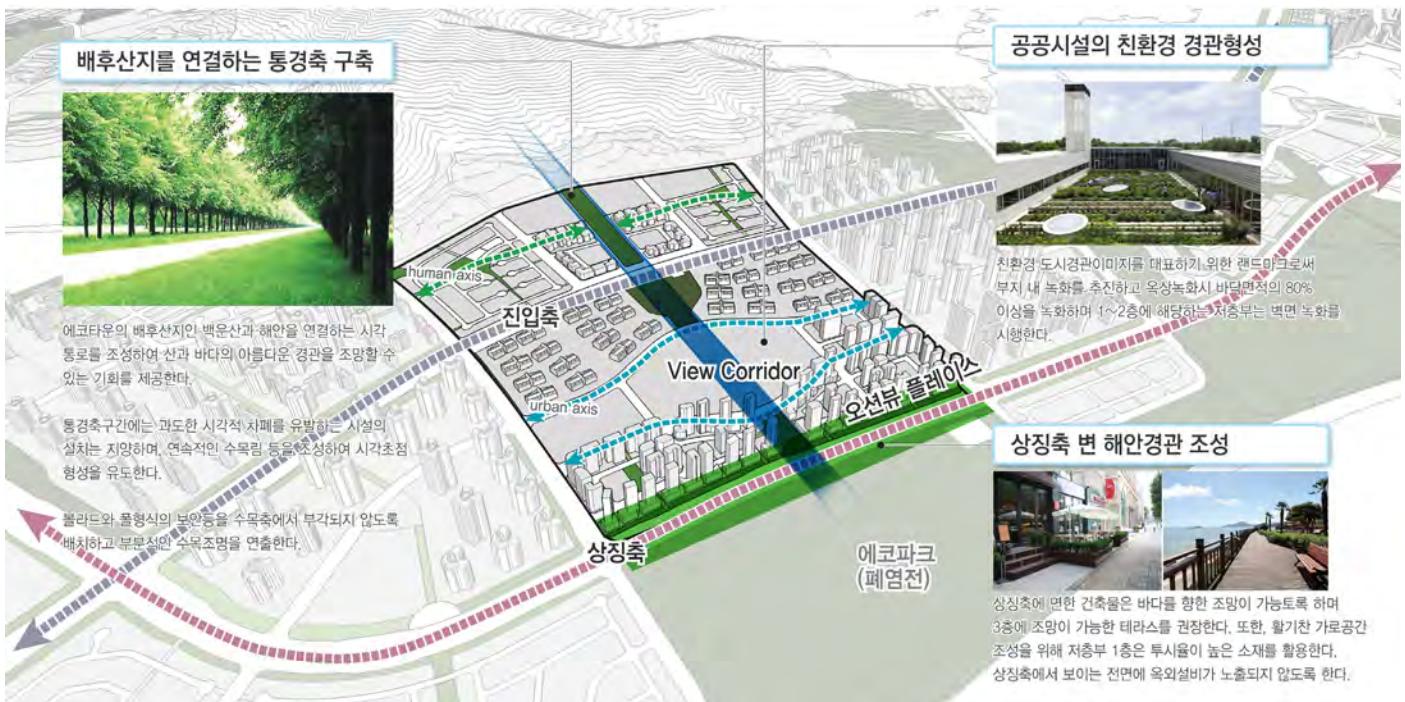 배후산지를 연결하는 통경축 구축
에코타운의 배후산지인 백운산과 해안을 연결하는 시각
통로를 조성하여 산과 바다의 아름다운 경관을 조망할 수
있는 기회를 제공한다.
통경축구간에는 과도한 시각적 차폐를 유발하는 시설의
설치는 지양하며, 연속적인 수목림 등을 조성하여 시각초점
형성을 유도한다.
볼라드와 폴형식의 보안등을 수목축에서 부각되지 않도록
배치하고 부분적인 수목조명을 연출한다.
human axis
진입축
urban axis
View Corridor
오션뷰 플레이스
상징축
에코파크
(폐염전)
공공시설의 친환경 경관형성
친환경 도시경관이미지를 대표하기 위한 랜드마크로써
부지 내 녹화를 추진하고 옥상녹화시 바닥면적의 80%
이상을 녹화하며 1~2층에 해당하는 저층부는 벽면 녹화를
시행한다.
상징축 변 해안경관 조성
상징축에 면한 건축물은 바다를 향한 조망이 가능토록 하며
3층에 조망이 가능한 테라스를 권장한다. 또한, 활기찬 가로공간
조성을 위해 저층부 1층은 투시율이 높은 소재를 활용한다.
상징축에서 보이는 전면에 옥외설비가 노출되지 않도록 한다.